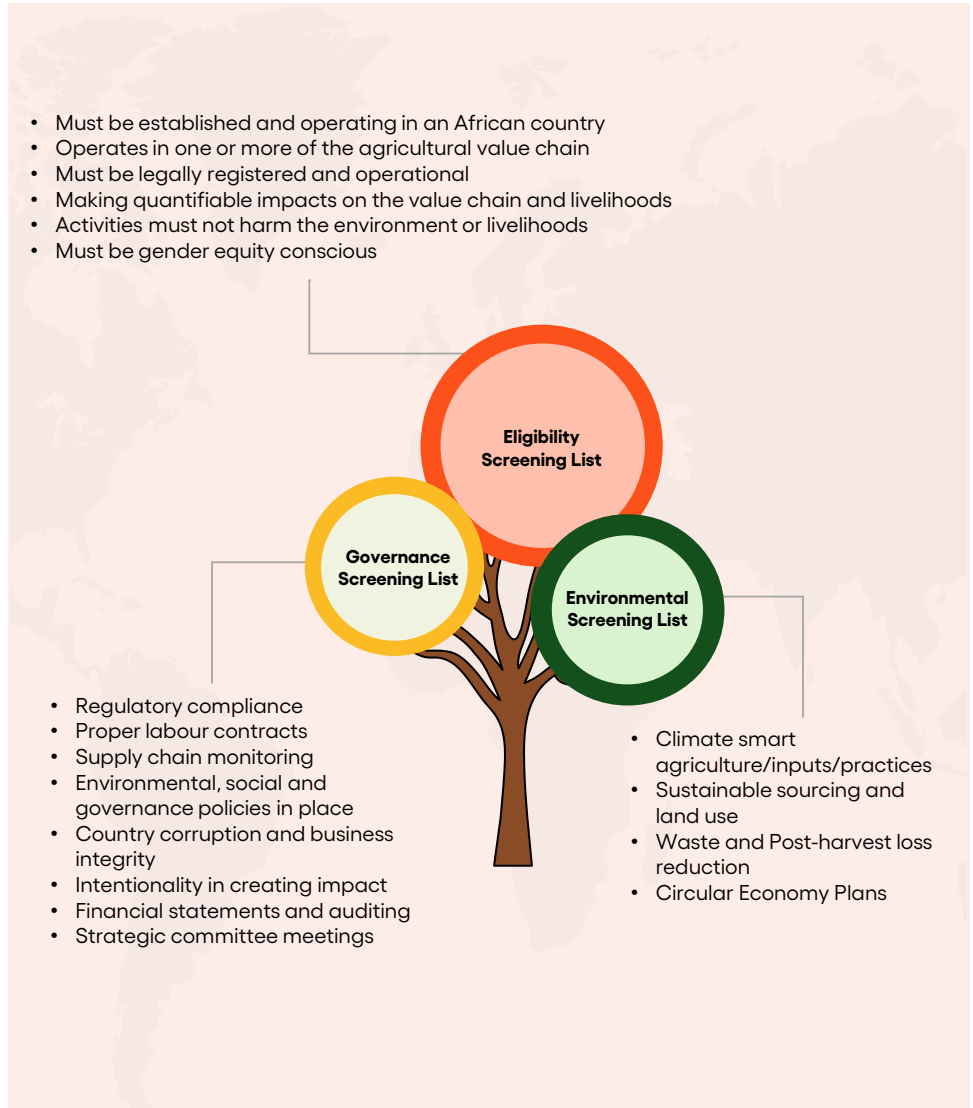 • Must be established and operating in an African country
• Operates in one or more of the agricultural value chain
• Must be legally registered and operational
• Making quantifiable impacts on the value chain and livelihoods
• Activities must not harm the environment or livelihoods
• Must be gender equity conscious
Eligibility
Screening List
Governance
Screening List
Environmental
Screening List
• Regulatory compliance
• Proper labour contracts
• Supply chain monitoring
• Environmental, social and
governance policies in place
• Country corruption and business
integrity
• Intentionality in creating impact
• Financial statements and auditing
• Strategic committee meetings
• Climate smart
agriculture/inputs/practices
• Sustainable sourcing and
land use
• Waste and Post-harvest loss
reduction
• Circular Economy Plans